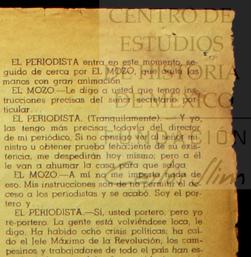 CENTRO DE
ESTUDIOS
DE HISTORIA
DE MÉXICO
EL PERIODISTA entra en este momento, se-
guido de cerca por EL MOZO, que agita las
manos con gran animación.
EL MOZO.—Le digo a usted que tengo ins-
trucciones precisas del señor secretario par-
ticular...
EL PERIODISTA. (Tranquilamente).—Y yo,
las tengo más precisas, todavía del director
de mi periódico. Si no consigo ver al señor mi-
nistro u obtener prueba fehaciente de su exis-
tencia, me despedirán hoy mismo; pero a él
le van a ahumar la casa para que salga.
EL MOZO.—A mí no me importa nada de
eso. Mis instrucciones son de no permitir el ac-
ceso a los periodistas y se acabó. Soy el por-
tero y
EL PERIODISTA.—Sí, usted portero, pero yo
re-portero. La gente está volviéndose loca, le
digo. Ha habido ocho crisis políticas; ha cai-
do el Jefe Máximo de la Revolución; los cam-
pesinos y trabajadores de todo el país han es-